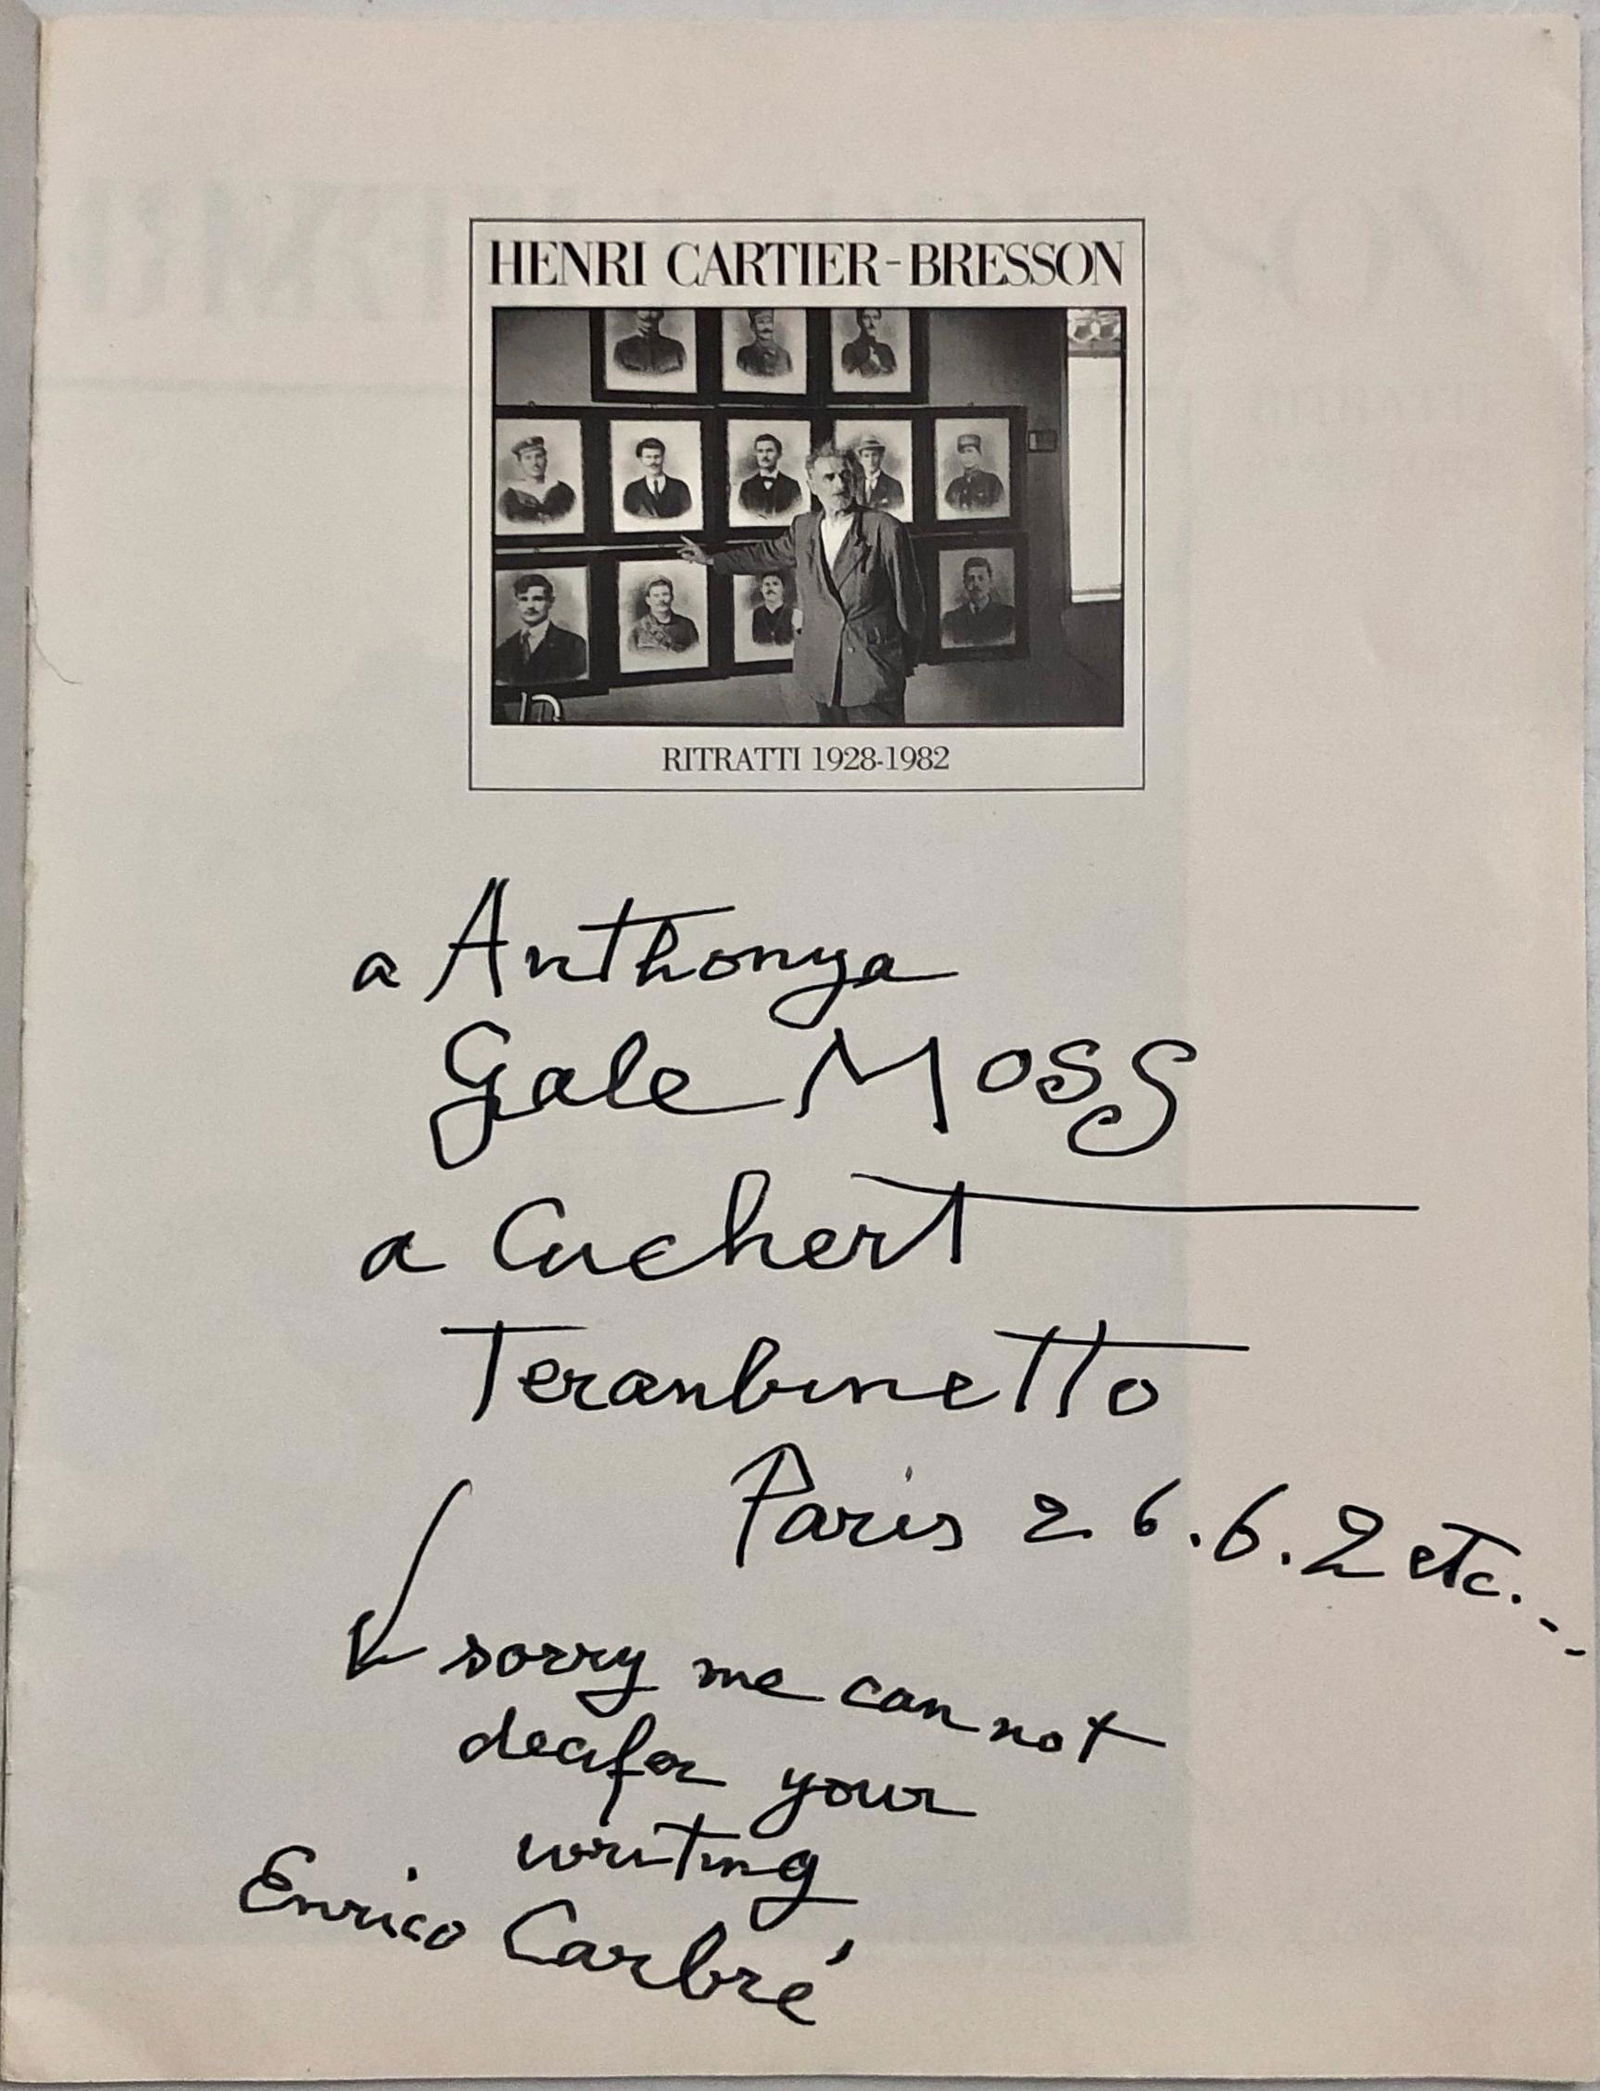 HENRI CARTIER-BRESSON
RITRATTI 1928-1982
a Anthonya
Gale Moss
a Cuchert
Teranbinetto
Paris 26.6.2 etc...
sorry me can not
decifer your
writing
Enrico Carbré